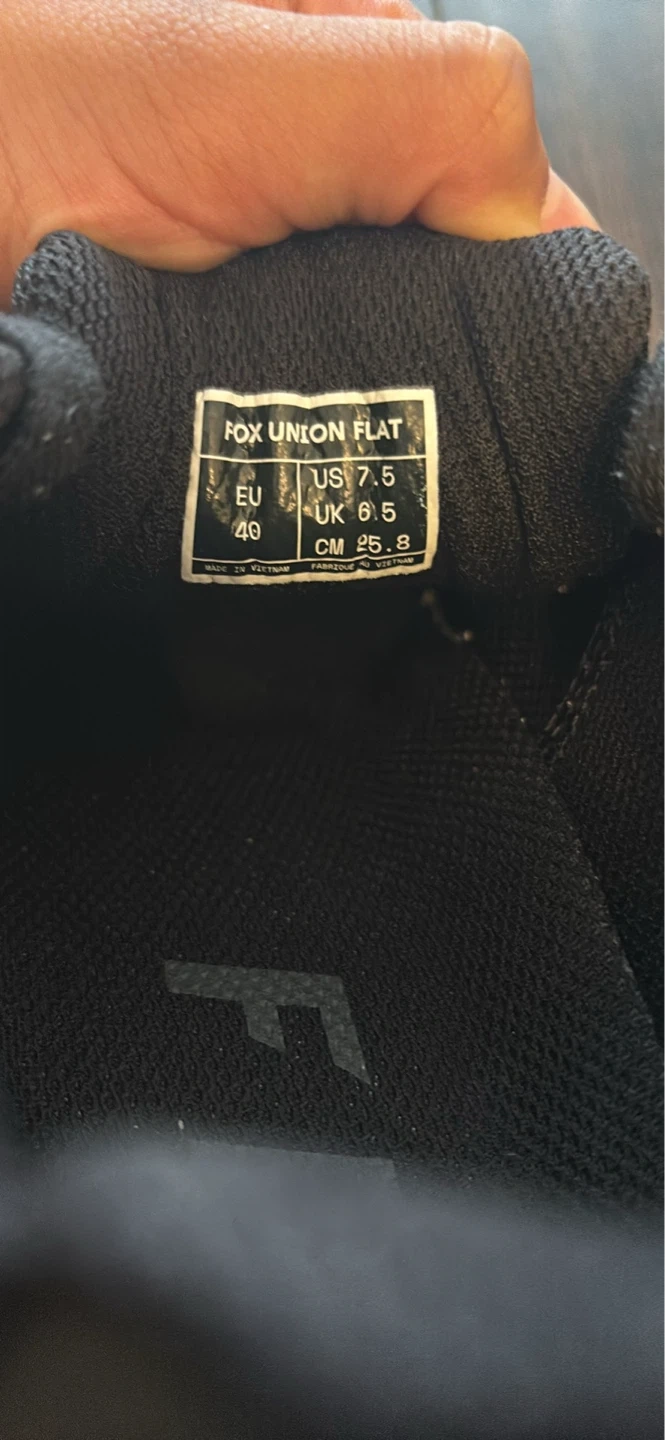 FOX UNION FLAT
EU
40
US 7.5
UK 6.5
CM 25.8
MADE IN VIETNAM FABRIQUÉ AU VIETNAM
F